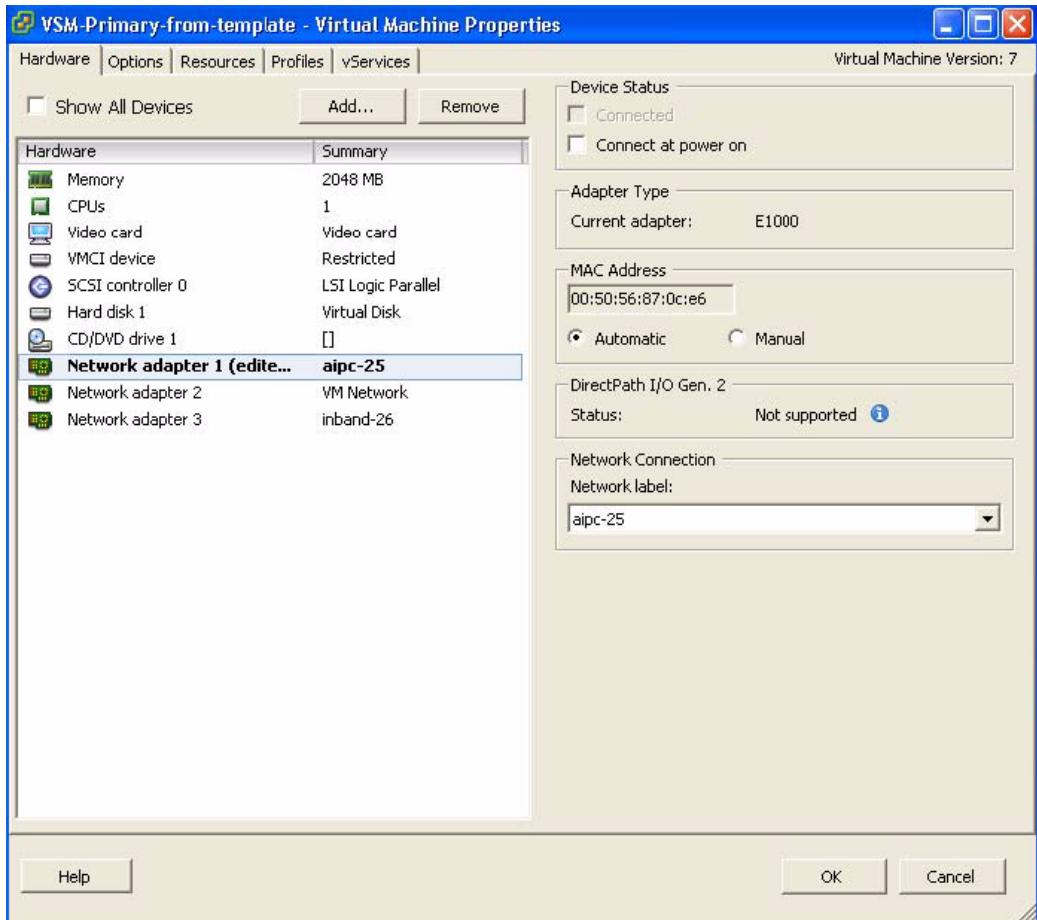 VSM-Primary-from-template - Virtual Machine Properties
Hardware Options Resources Profiles vServices Virtual Machine Version: 7
Show All Devices Add... Remove
Hardware Summary
Memory 2048 MB
CPUs 1
Video card Video card
VMCI device Restricted
SCSI controller 0 LSI Logic Parallel
Hard disk 1 Virtual Disk
CD/DVD drive 1 []
Network adapter 1 (edite... aipc-25
Network adapter 2 VM Network
Network adapter 3 inband-26
Device Status
Connected
Connect at power on
Adapter Type
Current adapter: E1000
MAC Address
00:50:56:87:0c:e6
Automatic Manual
DirectPath I/O Gen. 2
Status: Not supported
Network Connection
Network label:
aipc-25
Help OK Cancel